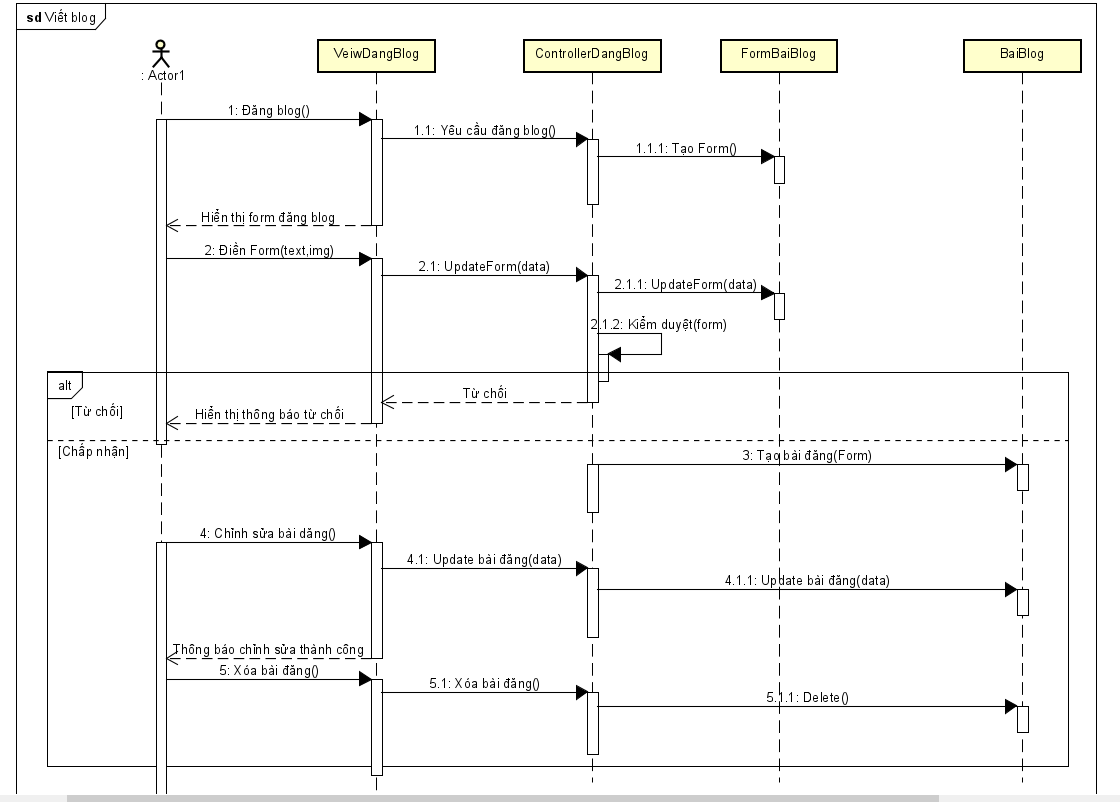 sd Viết blog
: Actor1
VeiwDangBlog
ControllerDangBlog
FormBaiBlog
BaiBlog
1: Đăng blog()
1.1: Yêu cầu đăng blog()
1.1.1: Tạo Form()
Hiển thị form đăng blog
2: Điền Form(text,img)
2.1: UpdateForm(data)
2.1.1: UpdateForm(data)
2.1.2: Kiểm duyệt(form)
alt
[Từ chối]
Từ chối
Hiển thị thông báo từ chối
[Chấp nhận]
3: Tạo bài đăng(Form)
4: Chỉnh sửa bài dăng()
4.1: Update bài đăng(data)
4.1.1: Update bài đăng(data)
Thông báo chỉnh sửa thành công
5: Xóa bài đăng()
5.1: Xóa bài đăng()
5.1.1: Delete()